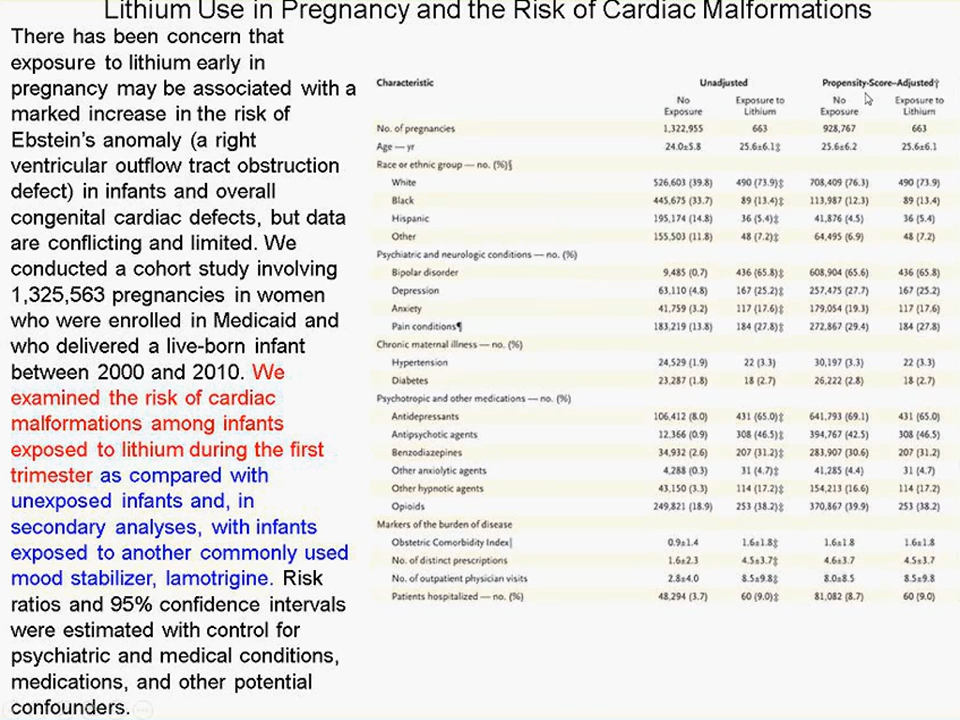 Lithium Use in Pregnancy and the Risk of Cardiac Malformations
There has been concern that
exposure to lithium early in
pregnancy may be associated with a
marked increase in the risk of
Ebstein's anomaly (a right
ventricular outflow tract obstruction
defect) in infants and overall
congenital cardiac defects, but data
are conflicting and limited. We
conducted a cohort study involving
1,325,563 pregnancies in women
who were enrolled in Medicaid and
who delivered a live-born infant
between 2000 and 2010. We
examined the risk of cardiac
malformations among infants
exposed to lithium during the first
trimester as compared with
unexposed infants and, in
secondary analyses, with infants
exposed to another commonly used
mood stabilizer, lamotrigine. Risk
ratios and 95% confidence intervals
were estimated with control for
psychiatric and medical conditions,
medications, and other potential
confounders.
Characteristic Unadjusted Propensity-Score–Adjusted†
No Exposure to No Exposure to
Exposure Lithium Exposure Lithium
No. of pregnancies 1,322,955 663 928,767 663
Age — yr 24.0±5.8 25.6±6.1‡ 25.6±6.2 25.6±6.1
Race or ethnic group — no. (%)§
White 526,603 (39.8) 490 (73.9)‡ 708,409 (76.3) 490 (73.9)
Black 445,675 (33.7) 89 (13.4)‡ 113,987 (12.3) 89 (13.4)
Hispanic 195,174 (14.8) 36 (5.4)‡ 41,876 (4.5) 36 (5.4)
Other 155,503 (11.8) 48 (7.2)‡ 64,495 (6.9) 48 (7.2)
Psychiatric and neurologic conditions — no. (%)
Bipolar disorder 9,485 (0.7) 436 (65.8)‡ 608,904 (65.6) 436 (65.8)
Depression 63,110 (4.8) 167 (25.2)‡ 257,475 (27.7) 167 (25.2)
Anxiety 41,759 (3.2) 117 (17.6)‡ 179,054 (19.3) 117 (17.6)
Pain conditions¶ 183,219 (13.8) 184 (27.8)‡ 272,867 (29.4) 184 (27.8)
Chronic maternal illness — no. (%)
Hypertension 24,529 (1.9) 22 (3.3) 30,197 (3.3) 22 (3.3)
Diabetes 23,287 (1.8) 18 (2.7) 26,222 (2.8) 18 (2.7)
Psychotropic and other medications — no. (%)
Antidepressants 106,412 (8.0) 431 (65.0)‡ 641,793 (69.1) 431 (65.0)
Antipsychotic agents 12,366 (0.9) 308 (46.5)‡ 394,767 (42.5) 308 (46.5)
Benzodiazepines 34,932 (2.6) 207 (31.2)‡ 283,907 (30.6) 207 (31.2)
Other anxiolytic agents 4,288 (0.3) 31 (4.7)‡ 41,285 (4.4) 31 (4.7)
Other hypnotic agents 43,150 (3.3) 114 (17.2)‡ 154,213 (16.6) 114 (17.2)
Opioids 249,821 (18.9) 253 (38.2)‡ 370,867 (39.9) 253 (38.2)
Markers of the burden of disease
Obstetric Comorbidity Index‖ 0.9±1.4 1.6±1.8‡ 1.6±1.8 1.6±1.8
No. of distinct prescriptions 1.6±2.3 4.5±3.7‡ 4.6±3.7 4.5±3.7
No. of outpatient physician visits 2.8±4.0 8.5±9.8‡ 8.0±8.5 8.5±9.8
Patients hospitalized — no. (%) 48,294 (3.7) 60 (9.0)‡ 81,082 (8.7) 60 (9.0)